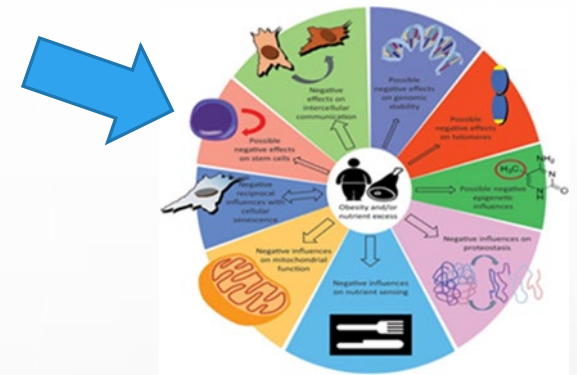 Negative
effects on
intercellular
communication
Possible
negative effects
on genomic
stability
Possible
negative effects
on telomeres
H₃C
NH₂
N
N
H
O
Possible negative
epigenetic
influences
Negative influences on
proteostasis
Negative influences
on nutrient sensing
Negative influences
on mitochondrial
function
Negative
reciprocal
influences with
cellular
senescence
Possible
negative effects
on stem cells
Obesity and/or
nutrient excess